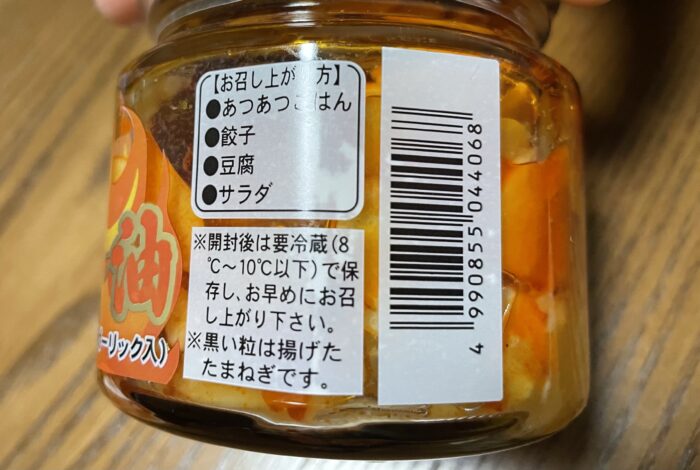 【お召し上がり方】
●あつあつごはん
●餃子
●豆腐
●サラダ
※開封後は要冷蔵(8
℃～10℃以下)で保
存し、お早めにお召
し上がり下さい。
※黒い粒は揚げた
たまねぎです。
油
ーリック入)
4 990855 044068